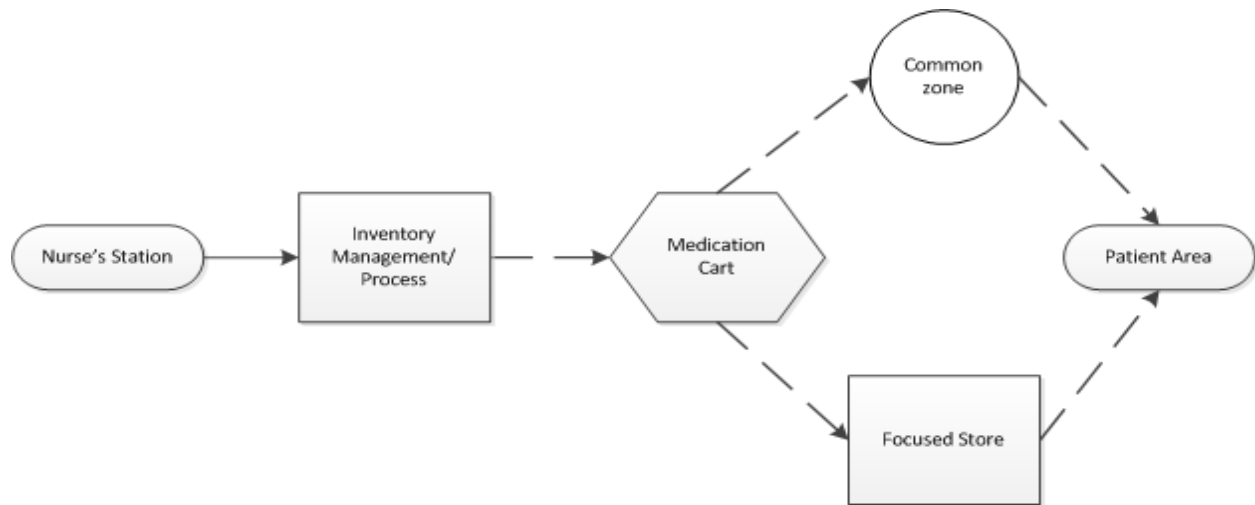 Nurse's Station
Inventory
Management/
Process
Medication
Cart
Common
zone
Focused Store
Patient Area